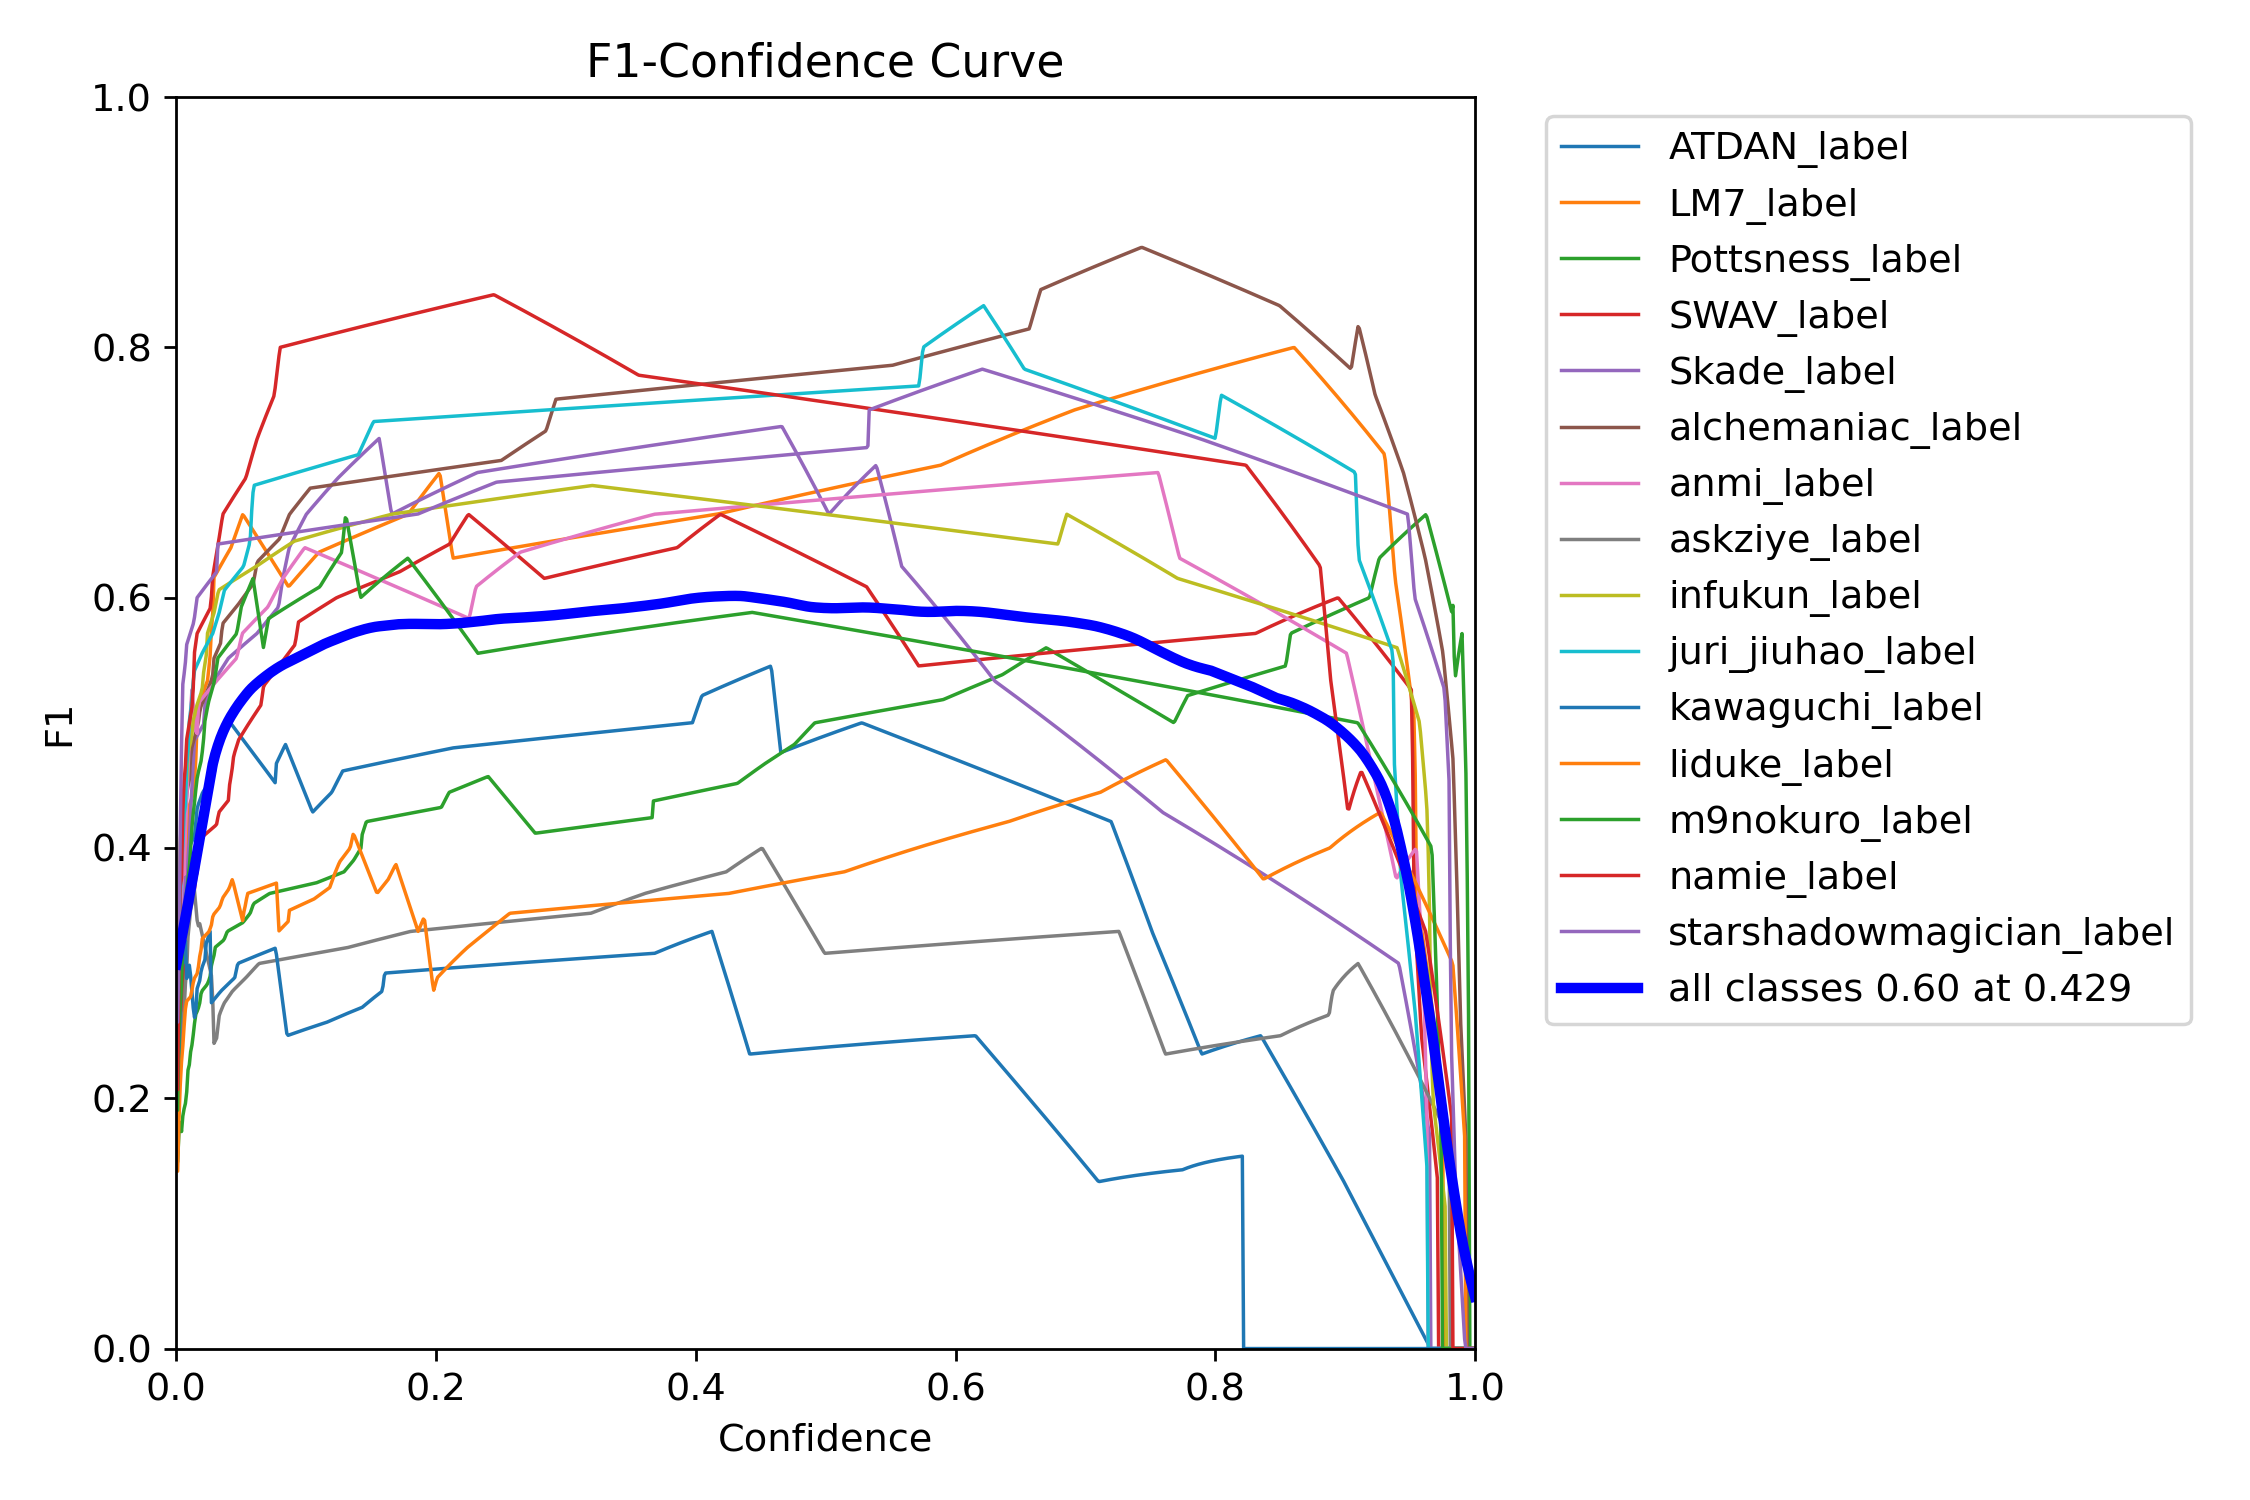 F1-Confidence Curve
1.0
0.8
0.6
0.4
0.2
0.0
F1
0.0 0.2 0.4 0.6 0.8 1.0
Confidence
ATDAN_label
LM7_label
Pottsness_label
SWAV_label
Skade_label
alchemaniac_label
anmi_label
askziye_label
infukun_label
juri_jiuhao_label
kawaguchi_label
liduke_label
m9nokuro_label
namie_label
starshadowmagician_label
all classes 0.60 at 0.429